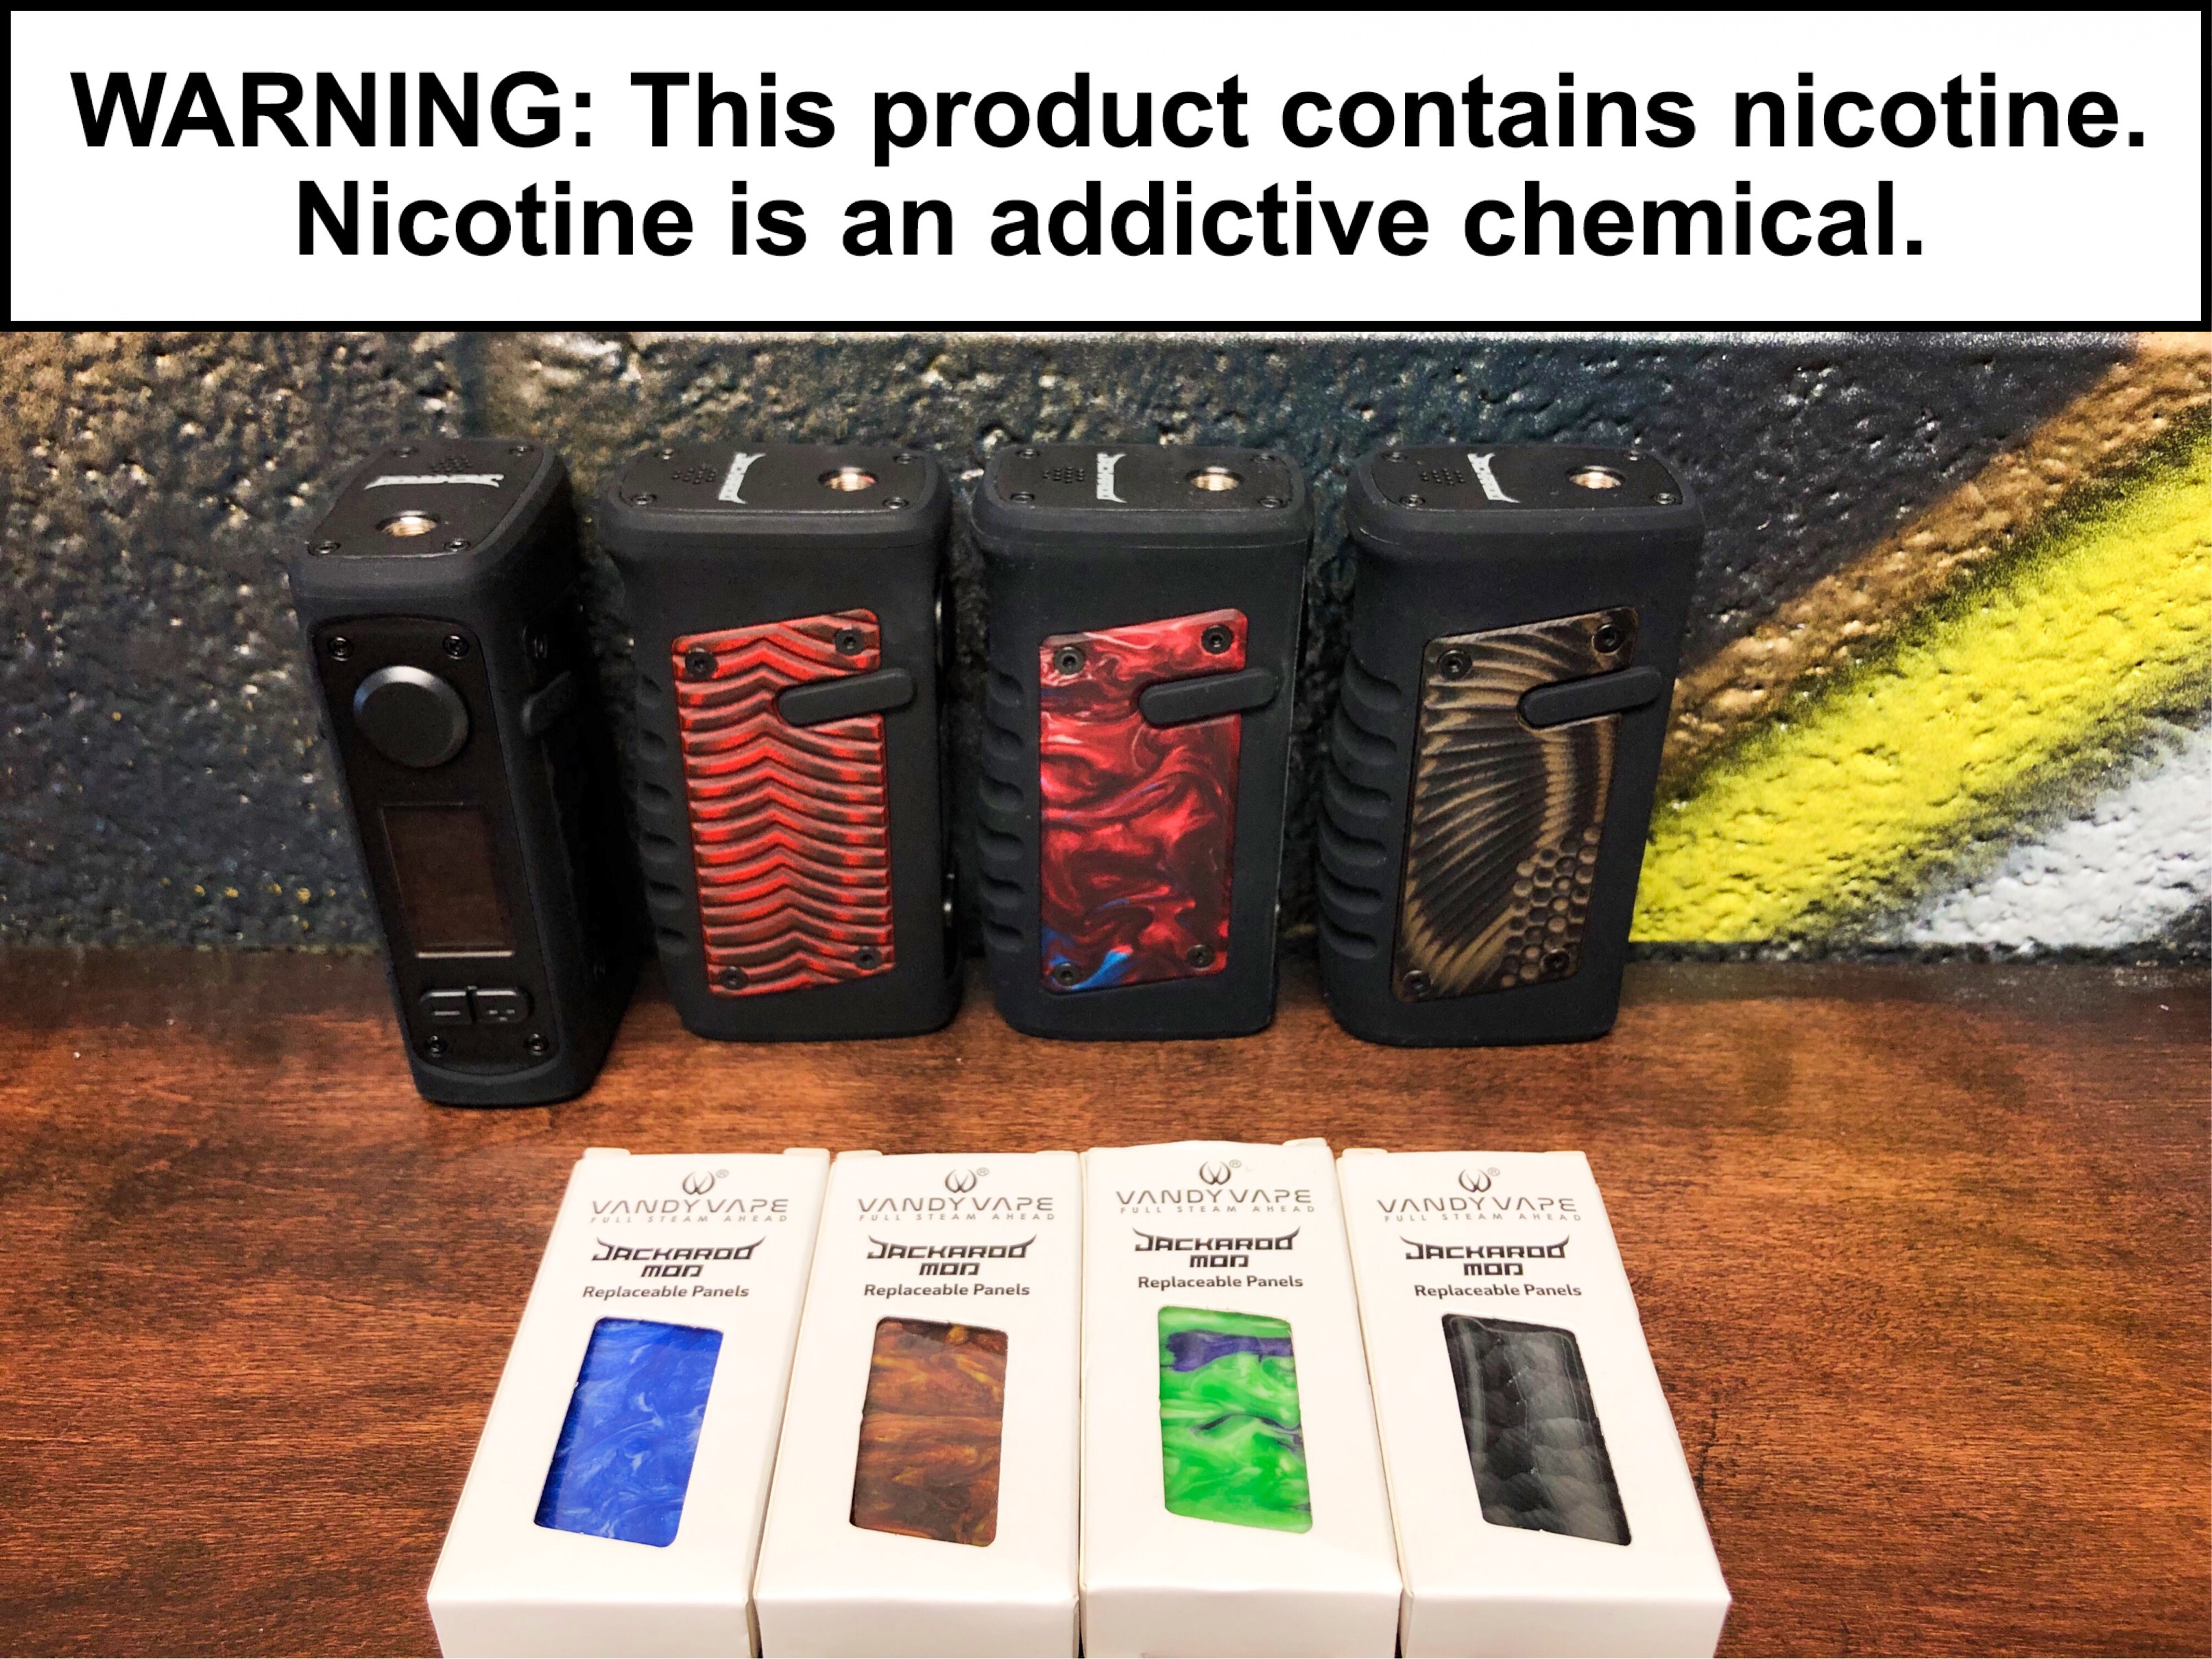 WARNING: This product contains nicotine.
Nicotine is an addictive chemical.
VANDY VAPE
FULL STEAM AHEAD
JACKAROO
MOD
Replaceable Panels
VANDY VAPE
FULL STEAM AHEAD
JACKAROO
MOD
Replaceable Panels
VANDY VAPE
FULL STEAM AHEAD
JACKAROO
MOD
Replaceable Panels
VANDY VAPE
FULL STEAM AHEAD
JACKAROO
MOD
Replaceable Panels